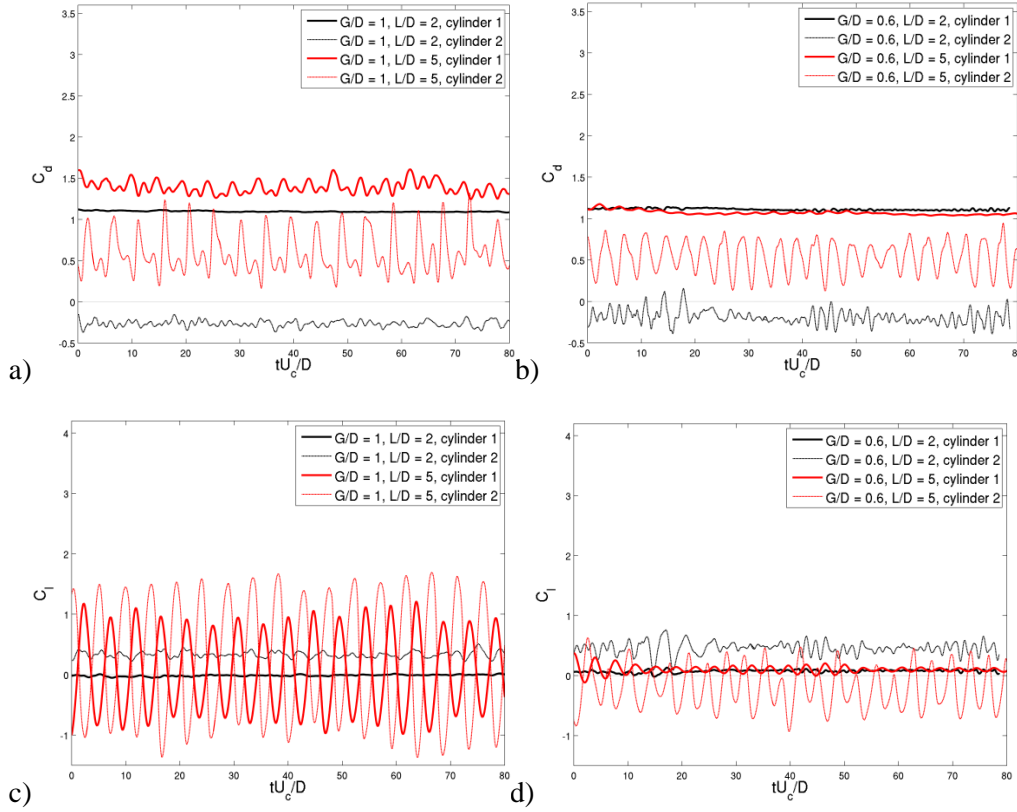 G/D = 1, L/D = 2, cylinder 1
G/D = 1, L/D = 2, cylinder 2
G/D = 1, L/D = 5, cylinder 1
G/D = 1, L/D = 5, cylinder 2
3.5
3
2.5
2
1.5
1
0.5
0
-0.5
C_d
0 10 20 30 40 50 60 70 80
tU_c/D
a)
G/D = 0.6, L/D = 2, cylinder 1
G/D = 0.6, L/D = 2, cylinder 2
G/D = 0.6, L/D = 5, cylinder 1
G/D = 0.6, L/D = 5, cylinder 2
3.5
3
2.5
2
1.5
1
0.5
0
-0.5
C_d
0 10 20 30 40 50 60 70 80
tU_c/D
b)
G/D = 1, L/D = 2, cylinder 1
G/D = 1, L/D = 2, cylinder 2
G/D = 1, L/D = 5, cylinder 1
G/D = 1, L/D = 5, cylinder 2
4
3
2
1
0
-1
C_l
0 10 20 30 40 50 60 70 80
tU_c/D
c)
G/D = 0.6, L/D = 2, cylinder 1
G/D = 0.6, L/D = 2, cylinder 2
G/D = 0.6, L/D = 5, cylinder 1
G/D = 0.6, L/D = 5, cylinder 2
4
3
2
1
0
-1
C_l
0 10 20 30 40 50 60 70 80
tU_c/D
d)